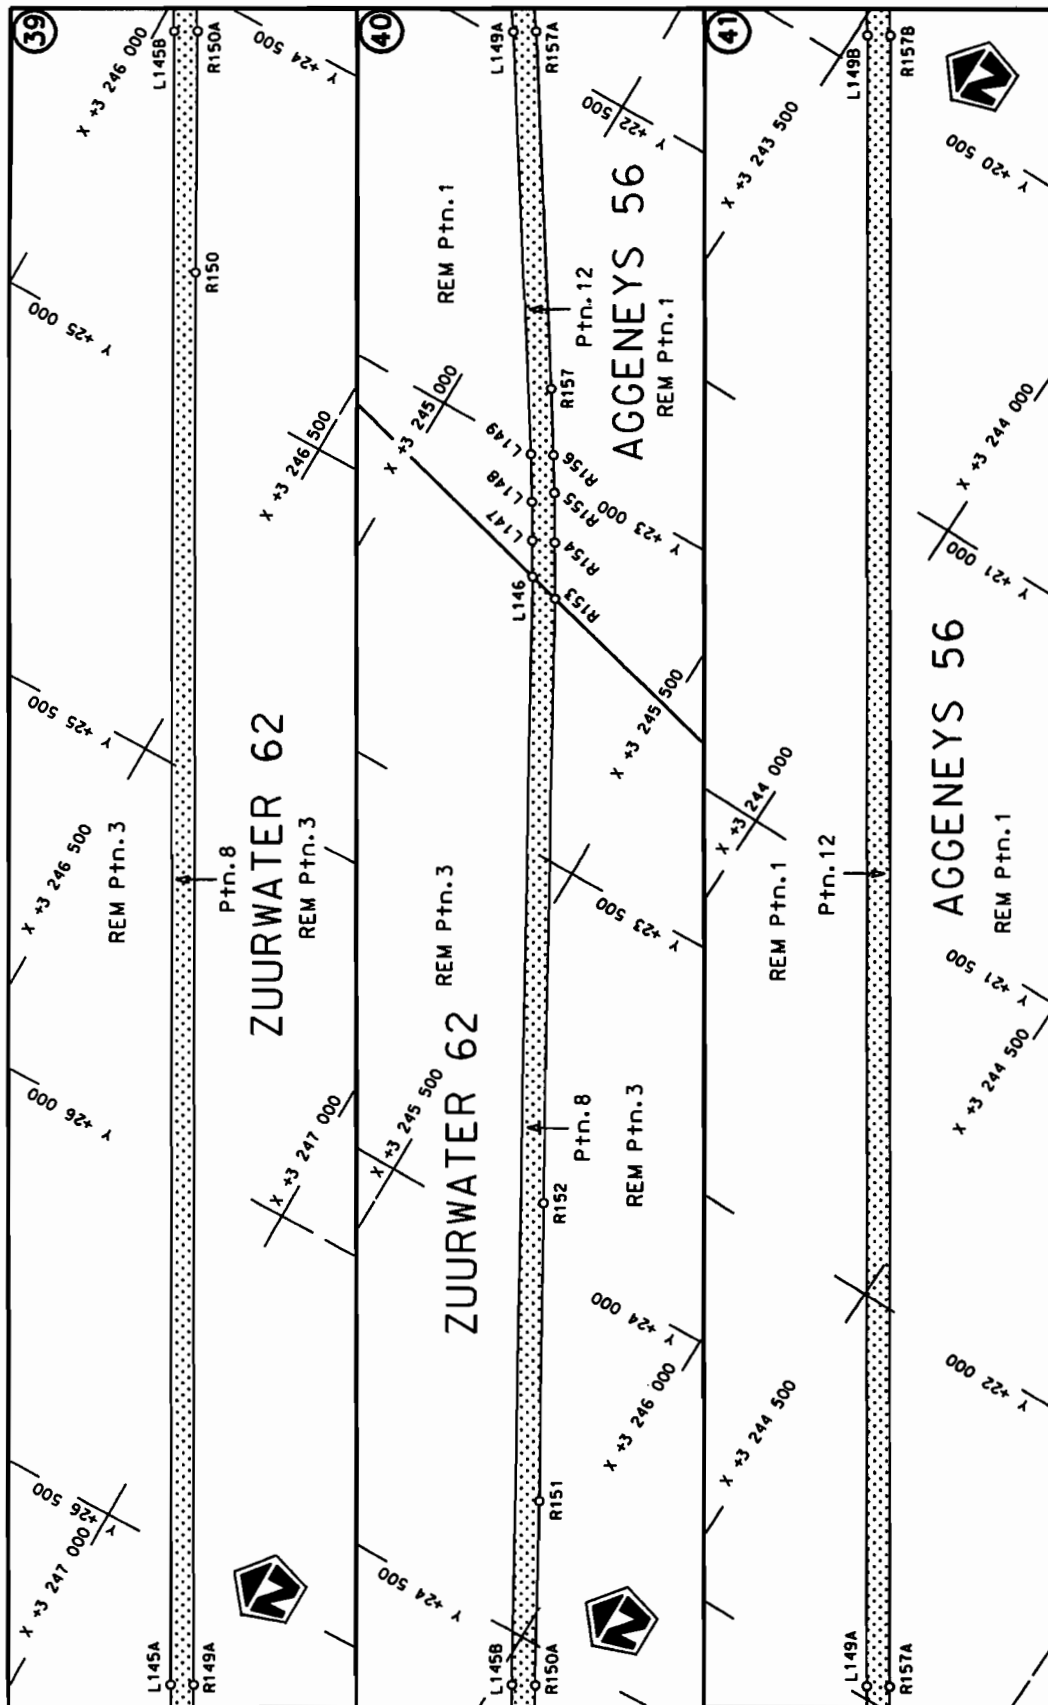 39
X +3 247 000
Y +26 500
Y +26 000
X +3 246 500
REM Ptn.3
Y +25 500
Y +25 000
X +3 246 000
Y +24 500
L145A
R149A
L145B
R150A
R150
Ptn.8
ZUURWATER 62
REM Ptn.3
X +3 247 000
X +3 246 500
N
40
X +3 245 500
X +3 245 000
REM Ptn.1
REM Ptn.3
ZUURWATER 62
Y +24 500
L145B
R150A
R151
R152
Ptn.8
REM Ptn.3
Y +24 000
X +3 246 000
Y +23 500
X +3 245 500
L146
L147
L148
L149
R153
R154
R155
R156
R157
Y +23 000
Ptn.12
AGGENEYS 56
REM Ptn.1
Y +22 500
L149A
R157A
N
41
X +3 244 500
X +3 244 000
REM Ptn.1
Ptn.12
X +3 243 500
L149A
R157A
L149B
R157B
AGGENEYS 56
REM Ptn.1
Y +22 000
Y +21 500
X +3 244 500
Y +21 000
X +3 244 000
Y +20 500
N